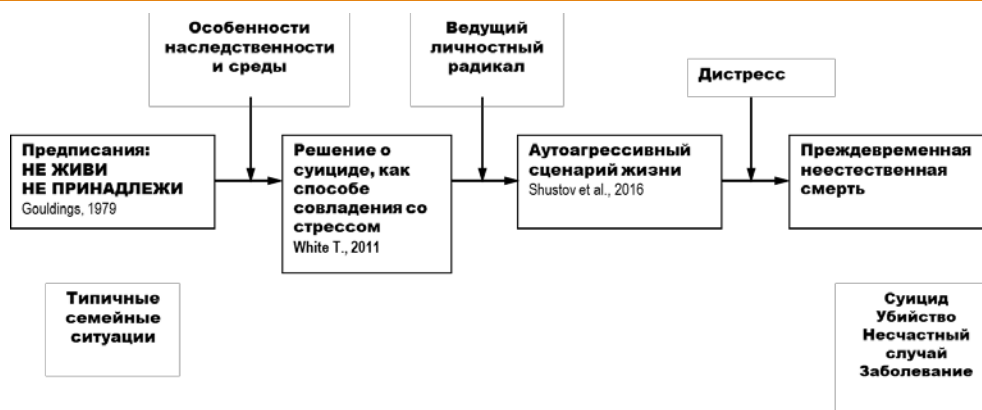 Особенности
наследственности
и среды
Ведущий
личностный
радикал
Дистресс
Предписания:
НЕ ЖИВИ
НЕ ПРИНАДЛЕЖИ
Gouldings, 1979
Решение о
суициде, как
способе
совладения со
стрессом
White T., 2011
Аутоагрессивный
сценарий жизни
Shustov et al., 2016
Преждевременная
неестественная
смерть
Типичные
семейные
ситуации
Суицид
Убийство
Несчастный
случай
Заболевание